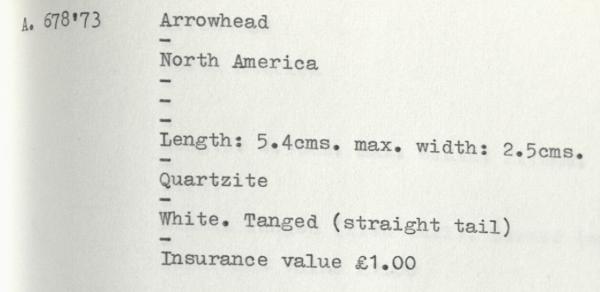 A. 678'73 Arrowhead
-
North America
-
-
-
Length: 5.4cms. max. width: 2.5cms.
-
Quartzite
-
White. Tanged (straight tail)
-
Insurance value £1.00